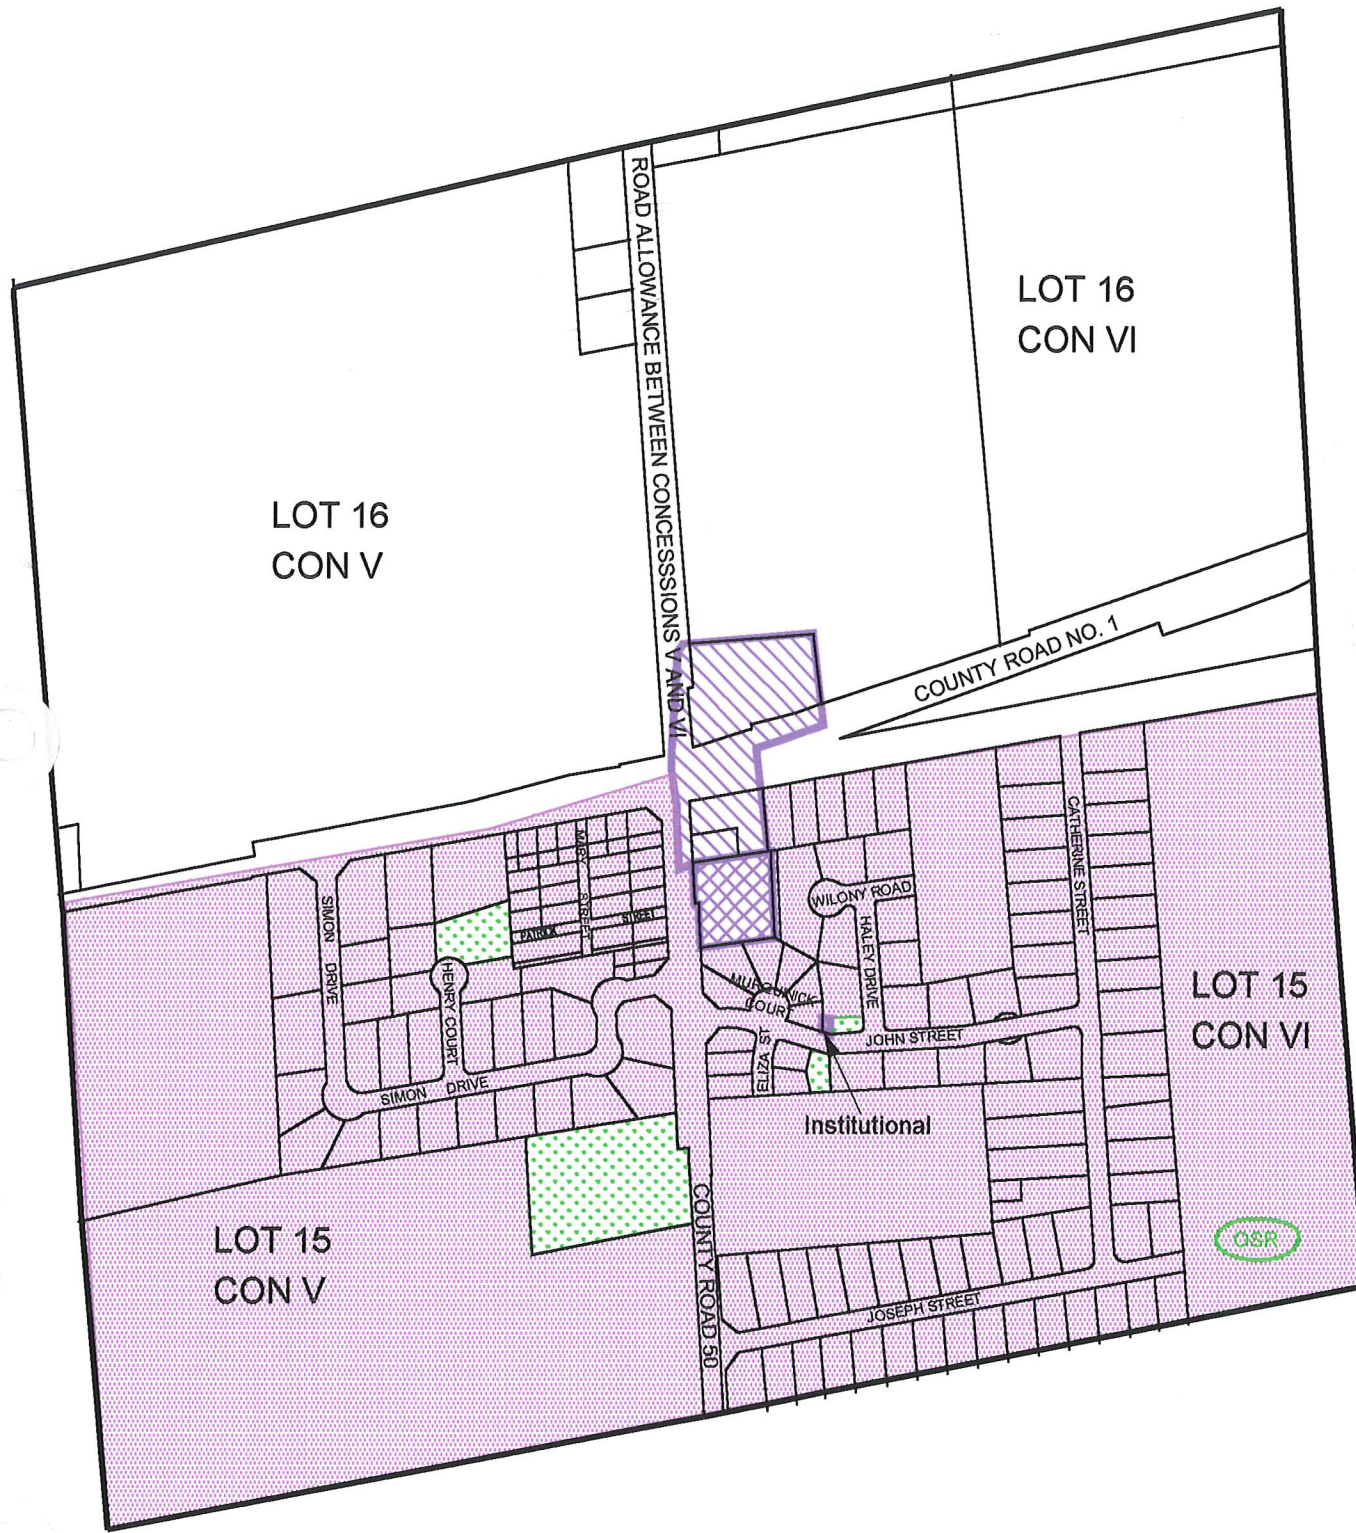 ROAD ALLOWANCE BETWEEN CONCESSSIONS V AND VI
LOT 16
CON VI
LOT 16
CON V
COUNTY ROAD NO. 1
MARY STREET
CATHERINE STREET
SIMON DRIVE
PATRICK STREET
WILONY ROAD
HALEY DRIVE
HENRY COURT
MURQUNICK
COURT
LOT 15
CON VI
ELIZA ST
JOHN STREET
SIMON DRIVE
Institutional
COUNTY ROAD 50
LOT 15
CON V
OSR
JOSEPH STREET